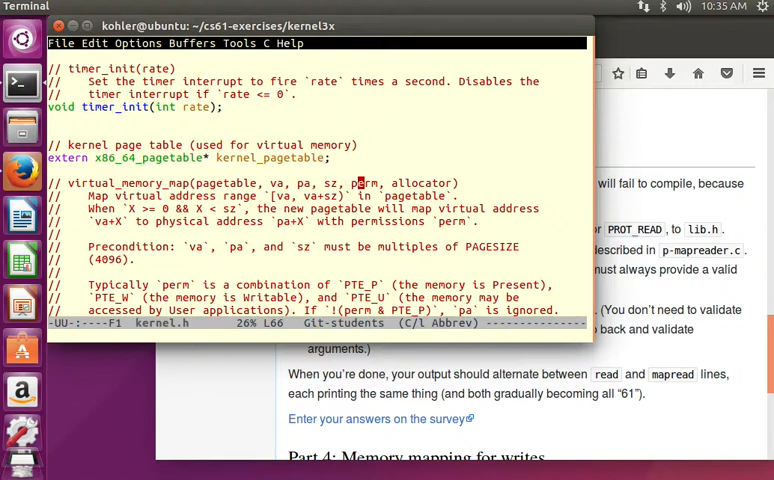 Terminal
10:35 AM
kohler@ubuntu: ~/cs61-exercises/kernel3x
File Edit Options Buffers Tools C Help
// timer_init(rate)
//    Set the timer interrupt to fire `rate` times a second. Disables the
//    timer interrupt if `rate <= 0`.
void timer_init(int rate);
// kernel page table (used for virtual memory)
extern x86_64_pagetable* kernel_pagetable;
// virtual_memory_map(pagetable, va, pa, sz, perm, allocator)
//    Map virtual address range `[va, va+sz)` in `pagetable`.
//    When `X >= 0 && X < sz`, the new pagetable will map virtual address
//    `va+X` to physical address `pa+X` with permissions `perm`.
//
//    Precondition: `va`, `pa`, and `sz` must be multiples of PAGESIZE
//    (4096).
//
//    Typically `perm` is a combination of `PTE_P` (the memory is Present),
//    `PTE_W` (the memory is Writable), and `PTE_U` (the memory may be
//    accessed by User applications). If `!(perm & PTE_P)`, `pa` is ignored.
-UU-:----F1  kernel.h       26% L66    Git-students  (C/l Abbrev) ---------------
will fail to compile, because
or PROT_READ, to lib.h.
described in p-mapreader.c.
must always provide a valid
. (You don't need to validate
o back and validate
arguments.)
When you're done, your output should alternate between read and mapread lines,
each printing the same thing (and both gradually becoming all “61”).
Enter your answers on the survey
Part 4: Memory mapping for writes